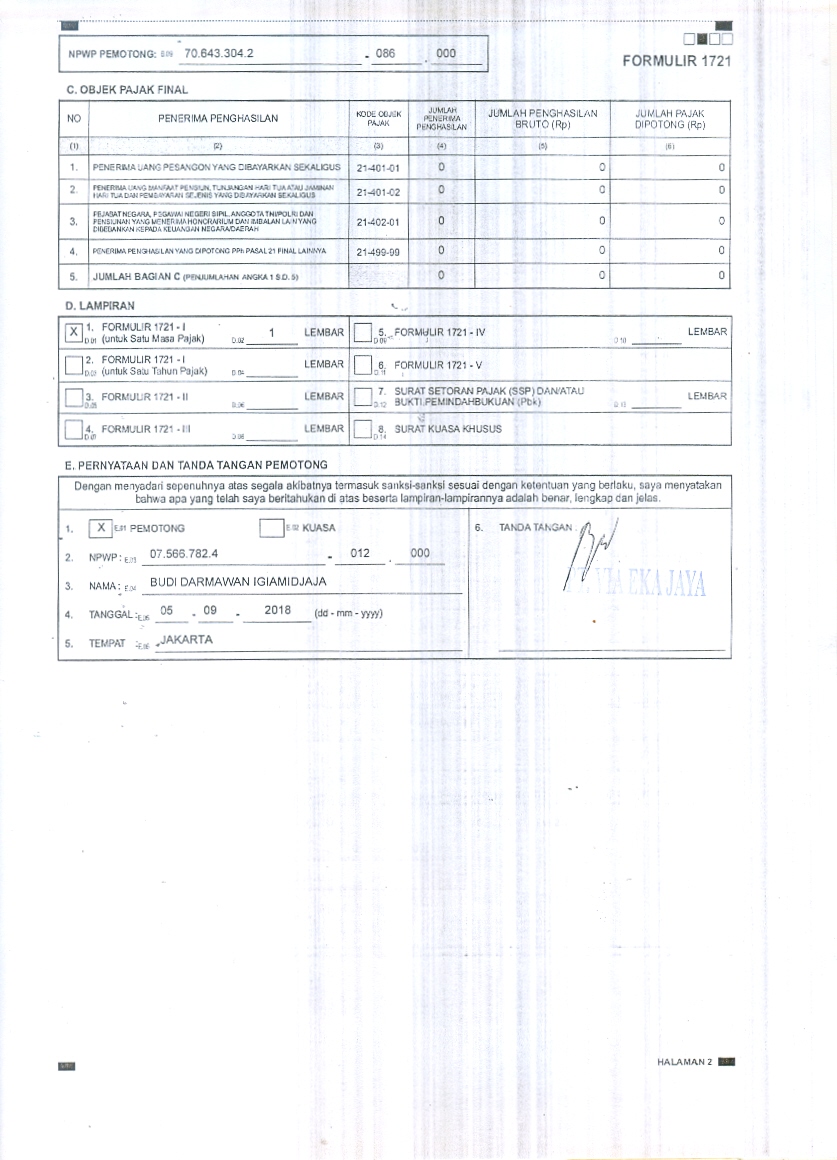 NPWP PEMOTONG: 70.643.304.2 - 086 . 000
FORMULIR 1721
C. OBJEK PAJAK FINAL
NO PENERIMA PENGHASILAN KODE OBJEK PAJAK JUMLAH PENERIMA PENGHASILAN JUMLAH PENGHASILAN BRUTO (Rp) JUMLAH PAJAK DIPOTONG (Rp)
(1) (2) (3) (4) (5) (6)
1. PENERIMA UANG PESANGON YANG DIBAYARKAN SEKALIGUS 21-401-01 0 0 0
2. PENERIMA UANG MANFAAT PENSIUN, TUNJANGAN HARI TUA ATAU JAMINAN
HARI TUA DAN PEMBAYARAN SEJENIS YANG DIBAYARKAN SEKALIGUS 21-401-02 0 0 0
3. PEJABAT NEGARA, PEGAWAI NEGERI SIPIL, ANGGOTA TNI/POLRI DAN
PENSIUNAN YANG MENERIMA HONORARIUM DAN IMBALAN LAIN YANG
DIBEBANKAN KEPADA KEUANGAN NEGARA/DAERAH 21-402-01 0 0 0
4. PENERIMA PENGHASILAN YANG DIPOTONG PPh PASAL 21 FINAL LAINNYA 21-499-99 0 0 0
5. JUMLAH BAGIAN C (PENJUMLAHAN ANGKA 1 S.D. 5) 0 0 0
D. LAMPIRAN
X D.01 1. FORMULIR 1721 - I
(untuk Satu Masa Pajak) D.02 1 LEMBAR
5. FORMULIR 1721 - IV D.09 D.10 LEMBAR
2. FORMULIR 1721 - I
(untuk Satu Tahun Pajak) D.03 D.04 LEMBAR
6. FORMULIR 1721 - V D.11
3. FORMULIR 1721 - II D.05 D.06 LEMBAR
7. SURAT SETORAN PAJAK (SSP) DAN/ATAU
BUKTI PEMINDAHBUKUAN (Pbk) D.12 D.13 LEMBAR
4. FORMULIR 1721 - III D.07 D.08 LEMBAR
8. SURAT KUASA KHUSUS D.14
E. PERNYATAAN DAN TANDA TANGAN PEMOTONG
Dengan menyadari sepenuhnya atas segala akibatnya termasuk sanksi-sanksi sesuai dengan ketentuan yang berlaku, saya menyatakan
bahwa apa yang telah saya beritahukan di atas beserta lampiran-lampirannya adalah benar, lengkap dan jelas.
1. X E.01 PEMOTONG E.02 KUASA
2. NPWP : E.03 07.566.782.4 - 012 . 000
3. NAMA : E.04 BUDI DARMAWAN IGIAMIDJAJA
4. TANGGAL : E.05 05 - 09 - 2018 (dd - mm - yyyy)
5. TEMPAT : E.06 JAKARTA
6. TANDA TANGAN :
EKA JAYA
HALAMAN 2